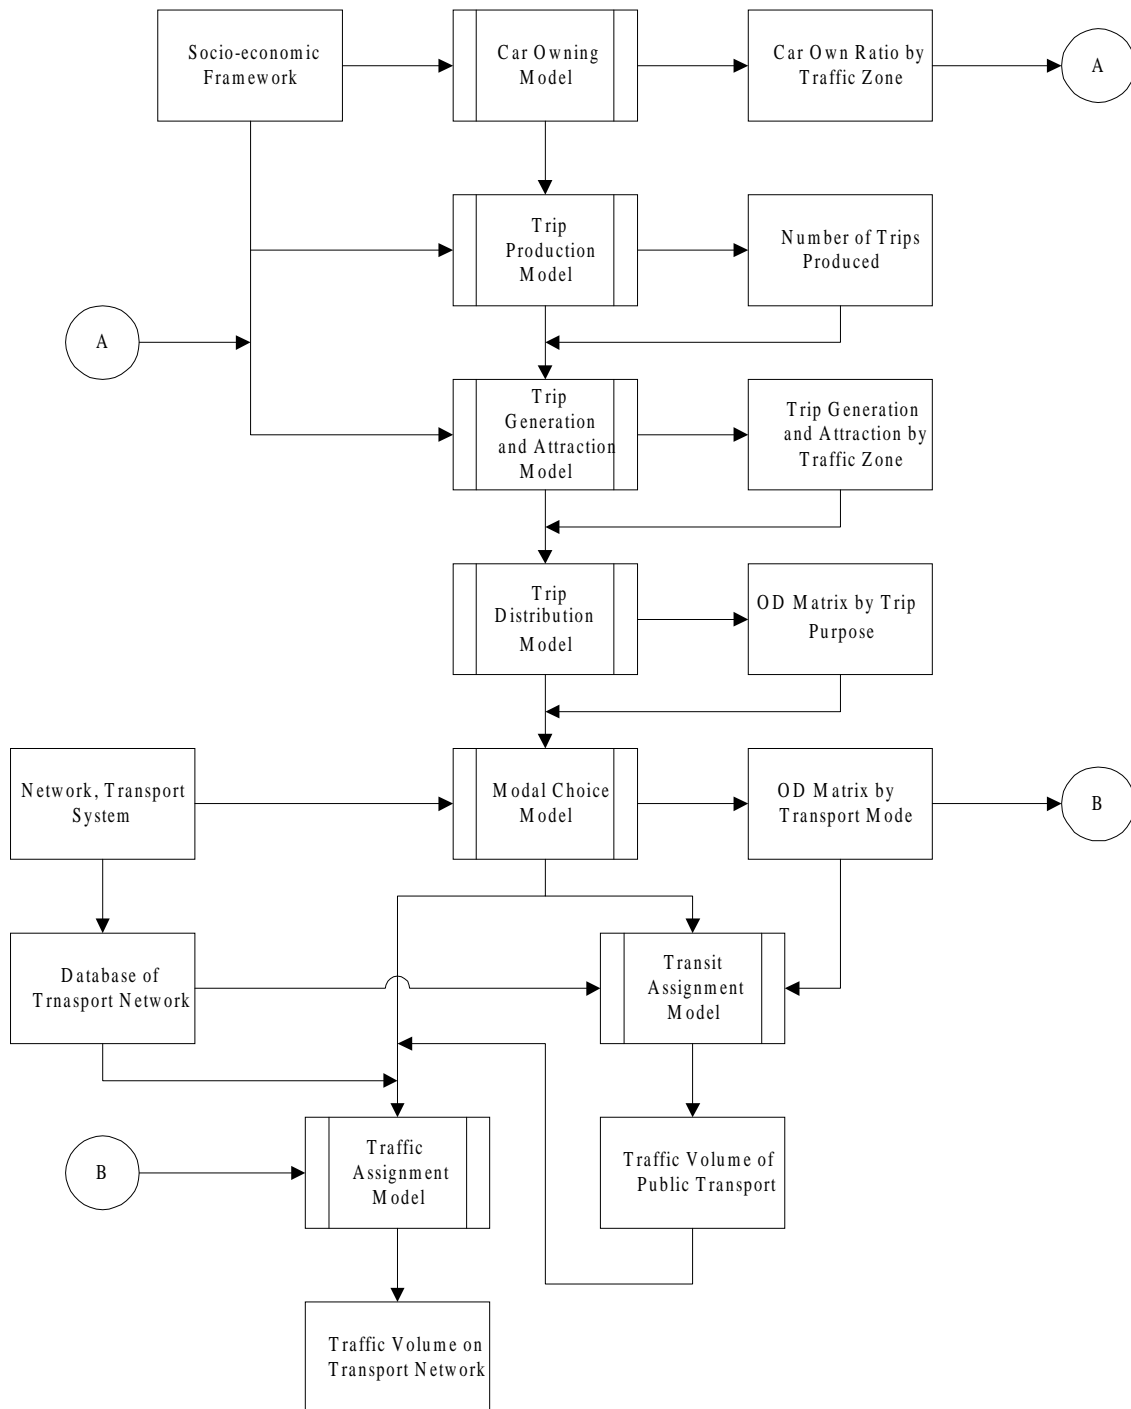 Socio-economic
Framework
Car Owning
Model
Car Own Ratio by
Traffic Zone
A
Trip
Production
Model
Number of Trips
Produced
A
Trip
Generation
and Attraction
Model
Trip Generation
and Attraction by
Traffic Zone
Trip
Distribution
Model
OD Matrix by Trip
Purpose
Network, Transport
System
Modal Choice
Model
OD Matrix by
Transport Mode
B
Database of
Trnasport Network
Transit
Assignment
Model
B
Traffic
Assignment
Model
Traffic Volume of
Public Transport
Traffic Volume on
Transport Network